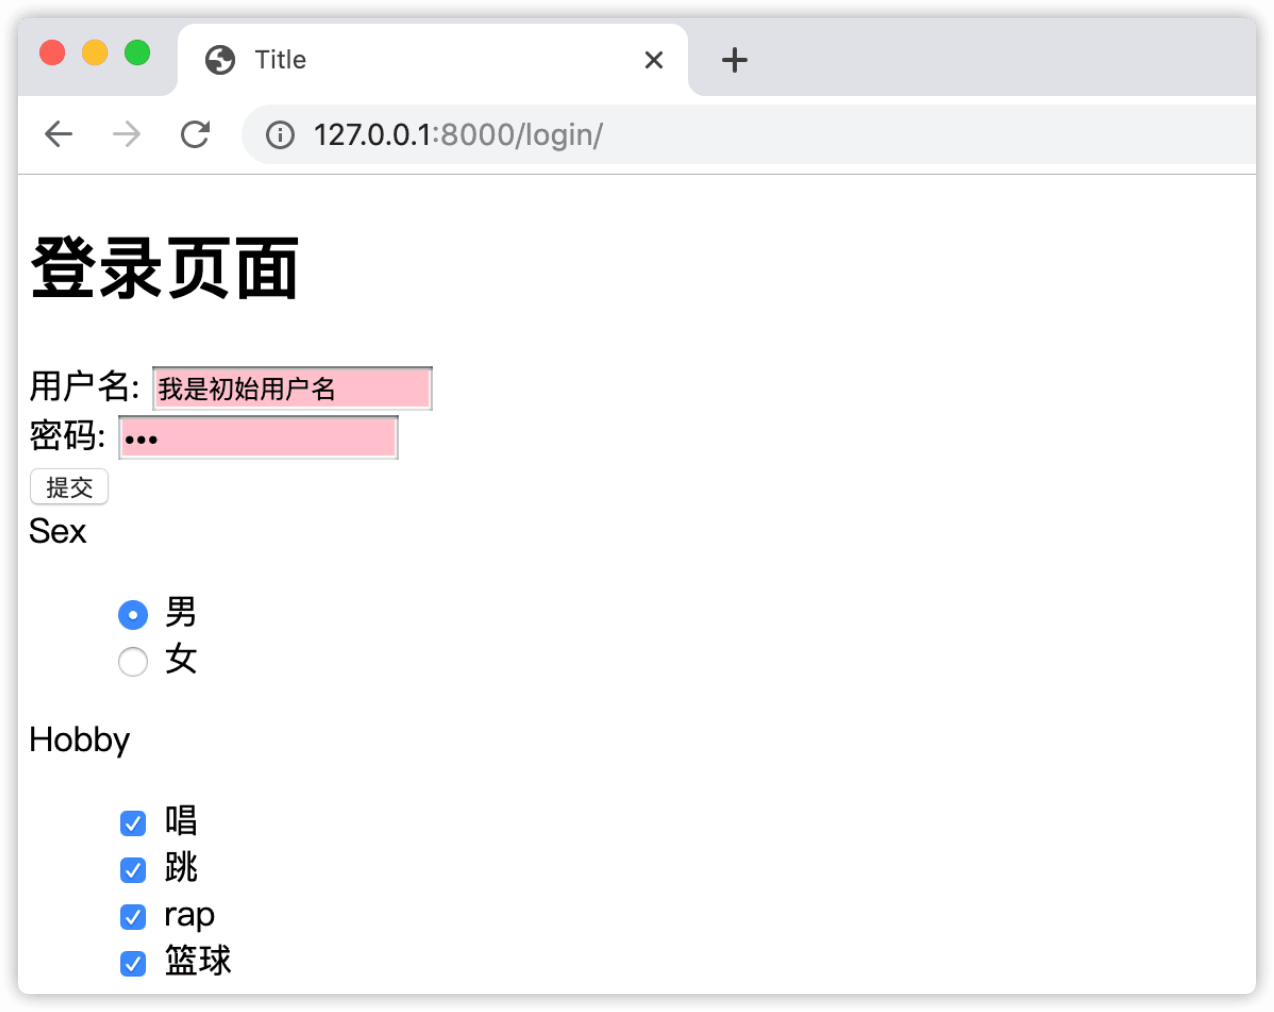 Title
127.0.0.1:8000/login/
登录页面
用户名: 我是初始用户名
密码: •••
提交
Sex
男
女
Hobby
唱
跳
rap
篮球